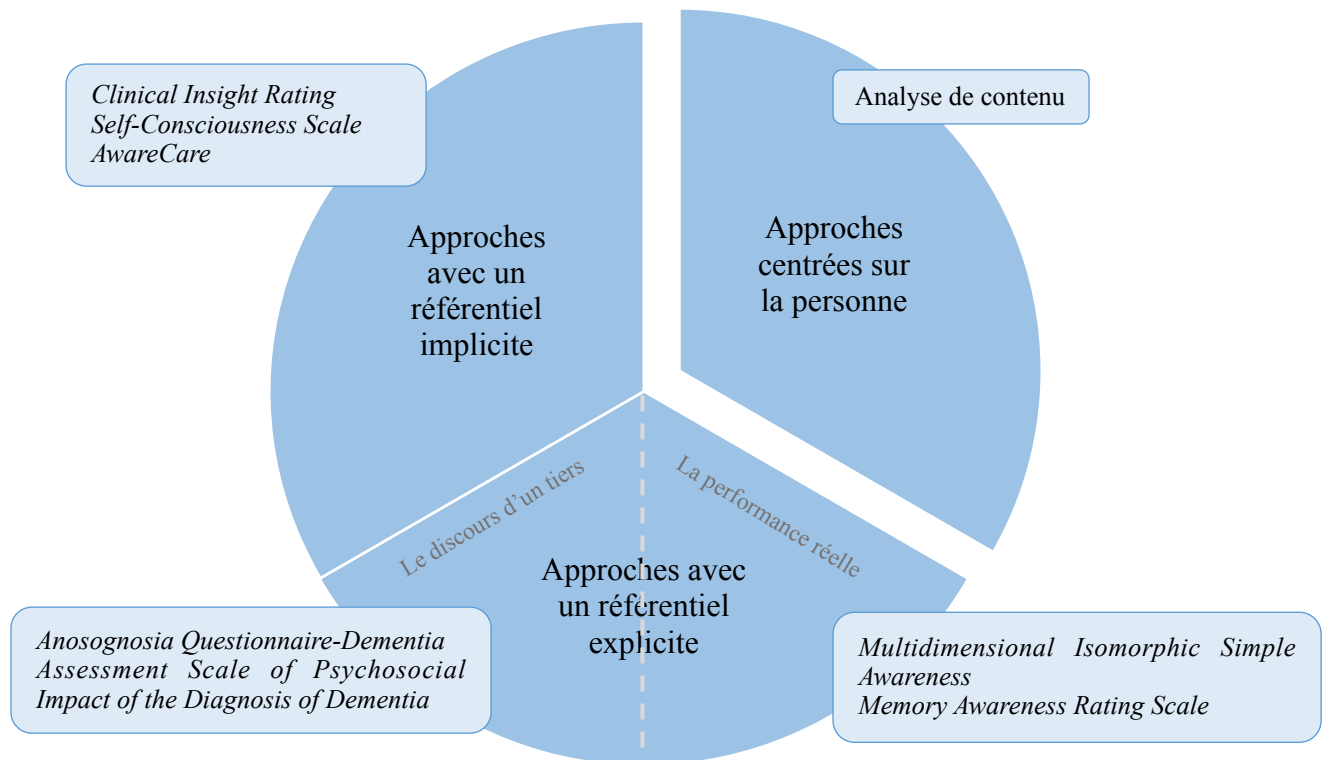 Clinical Insight Rating
Self-Consciousness Scale
AwareCare
Analyse de contenu
Approches
avec un
référentiel
implicite
Approches
centrées sur
la personne
Le discours d’un tiers
La performance réelle
Approches avec
un référentiel
explicite
Anosognosia Questionnaire-Dementia
Assessment Scale of Psychosocial
Impact of the Diagnosis of Dementia
Multidimensional Isomorphic Simple
Awareness
Memory Awareness Rating Scale